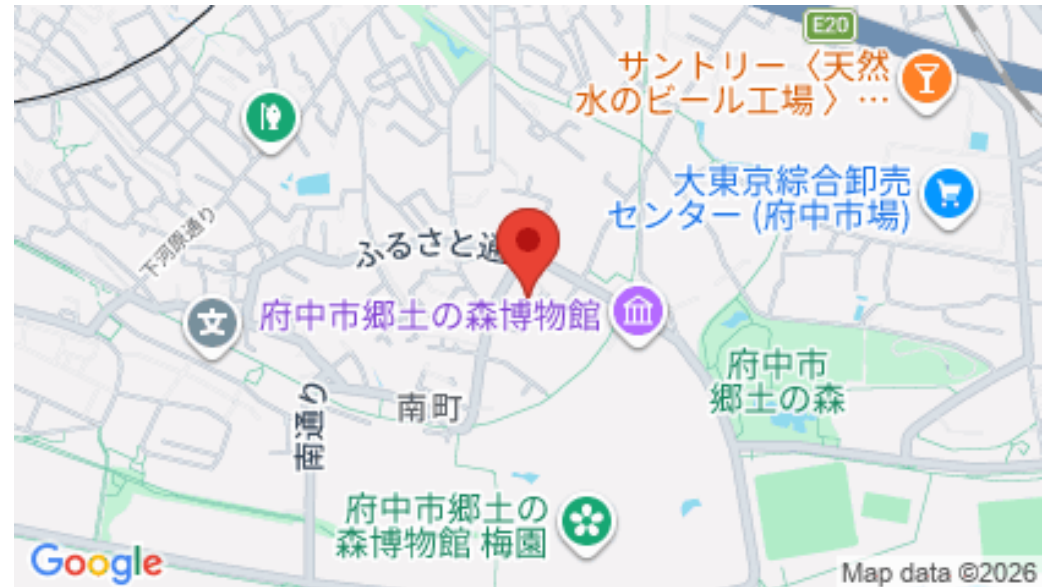 E20
サントリー〈天然
水のビール工場 〉…
大東京綜合卸売
センター (府中市場)
下河原通り
ふるさと通
府中市郷土の森博物館
府中市
郷土の森
南町
南通り
府中市郷土の
森博物館 梅園
Google
Map data ©2026